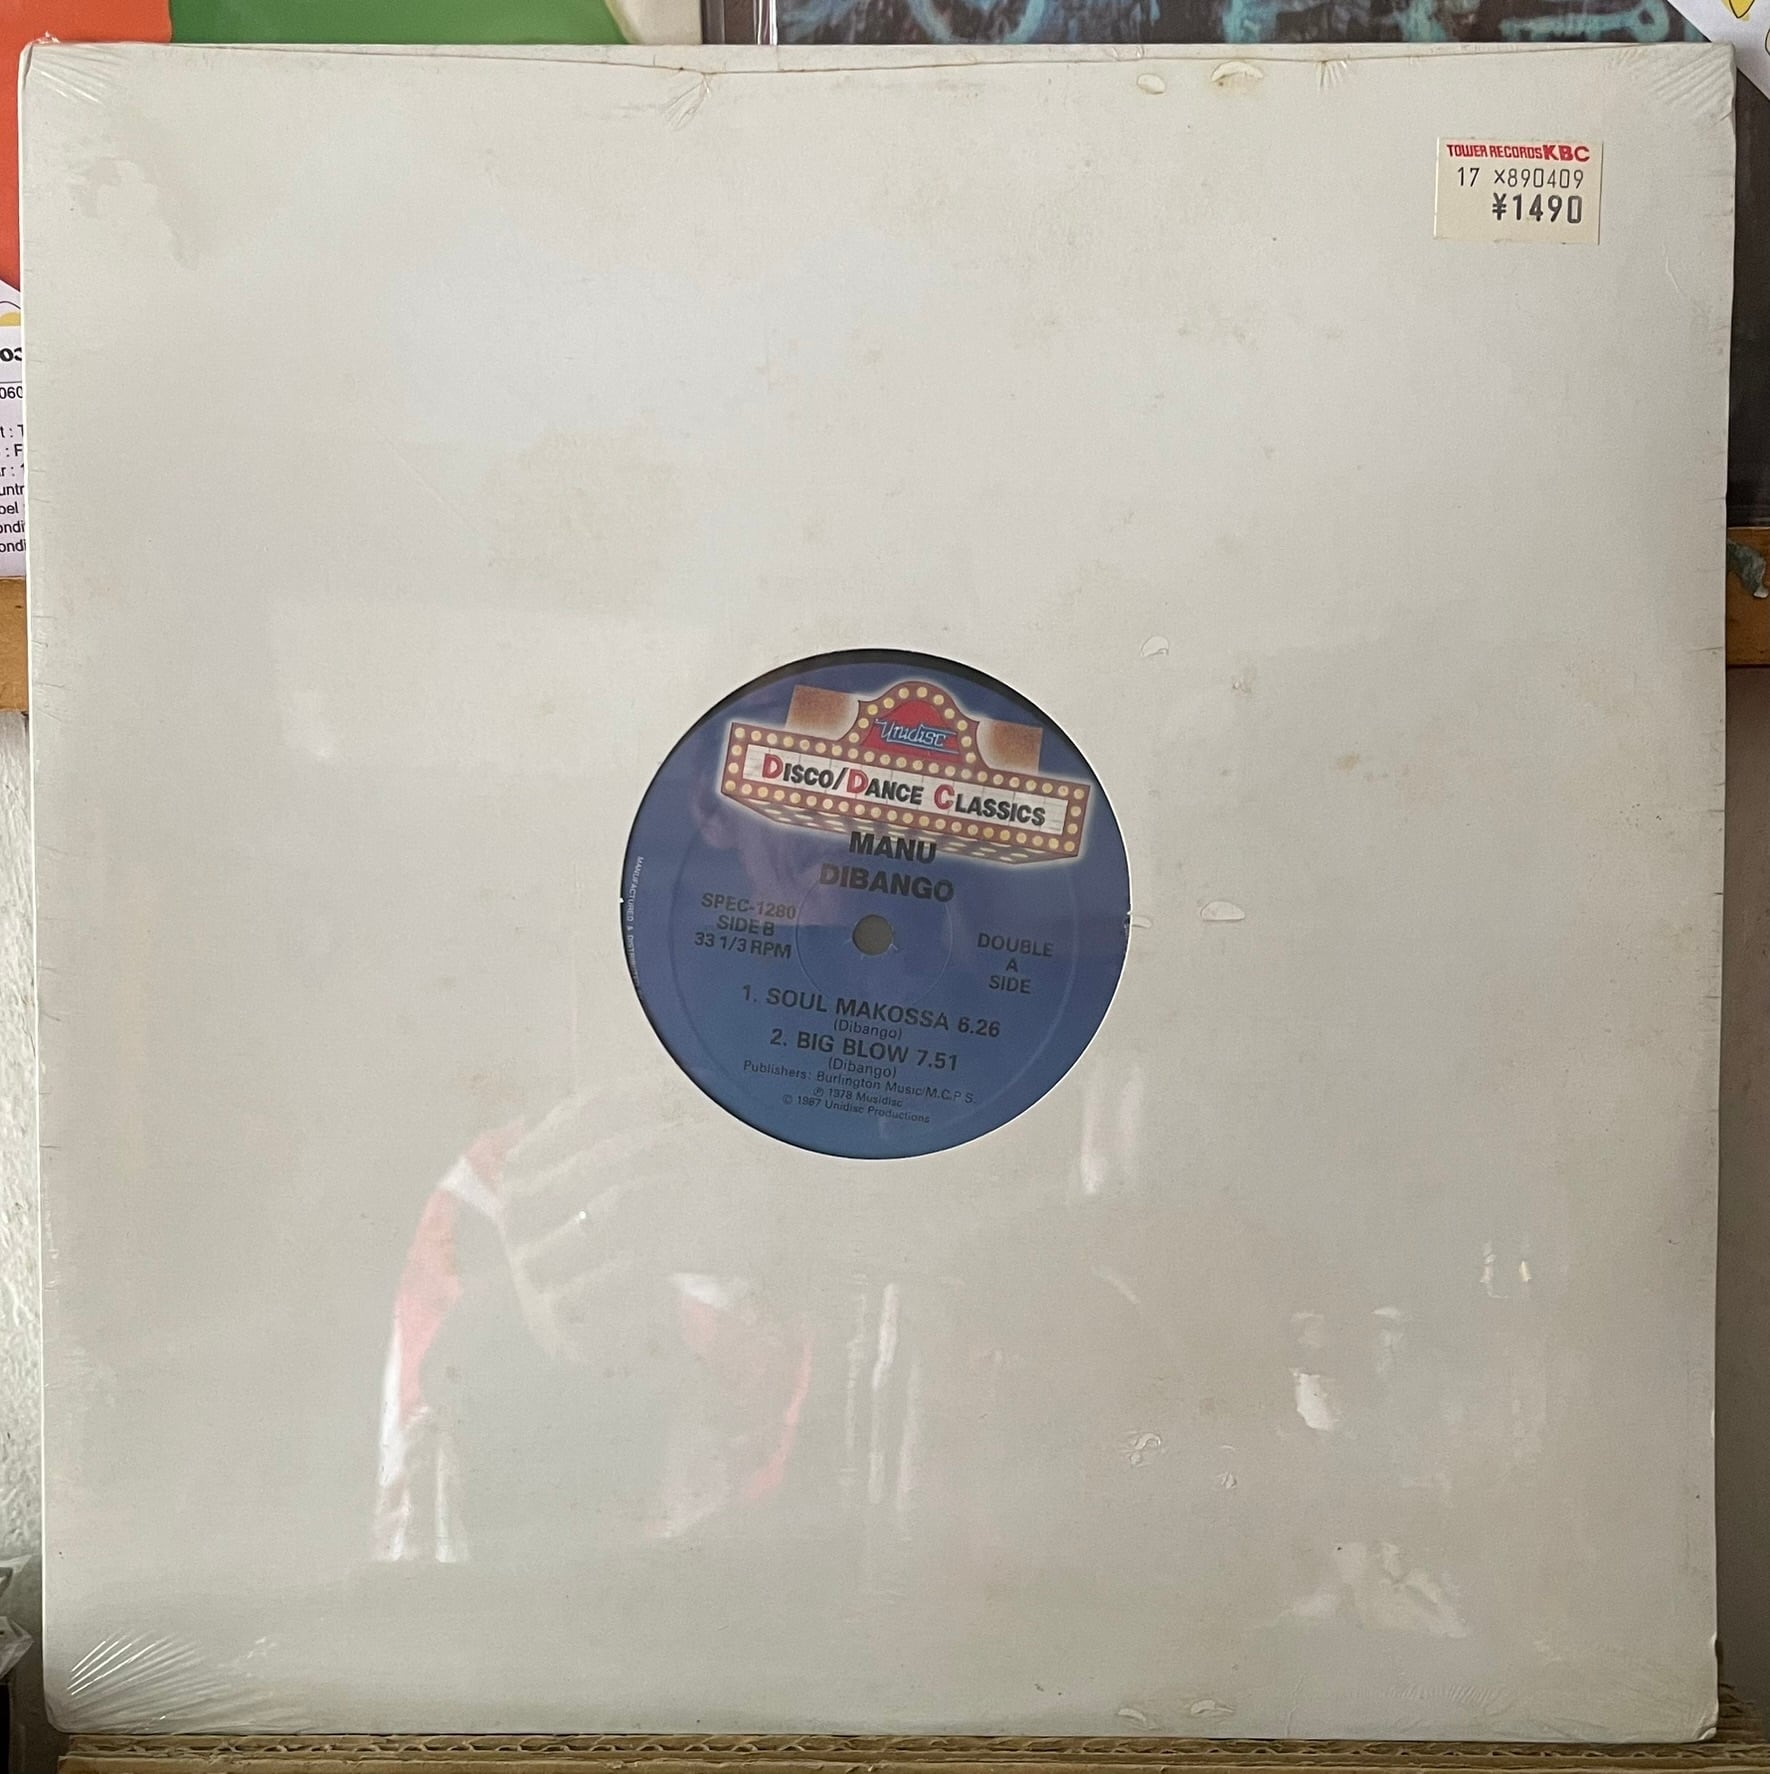 TOWER RECORDS KBC
17 ×890409
¥1490
060
Unidisc
DISCO/DANCE CLASSICS
MANU
DIBANGO
SPEC-1280
SIDE B
33 1/3 RPM
DOUBLE
A
SIDE
1. SOUL MAKOSSA 6.26
(Dibango)
2. BIG BLOW 7.51
(Dibango)
Publishers: Burlington Music/M.C.P.S.
℗ 1978 Musidisc
© 1987 Unidisc Productions
MANUFACTURED &